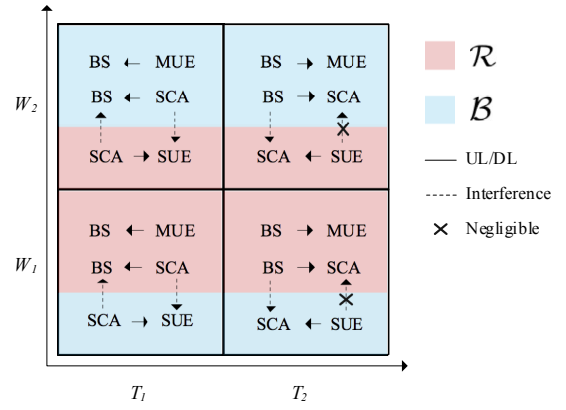 BS ← MUE BS → MUE
BS ← SCA BS → SCA
W₂
SCA → SUE SCA ← SUE
BS ← MUE BS → MUE
W₁
BS ← SCA BS → SCA
SCA → SUE SCA ← SUE
T₁ T₂
ℛ
ℬ
UL/DL
Interference
Negligible